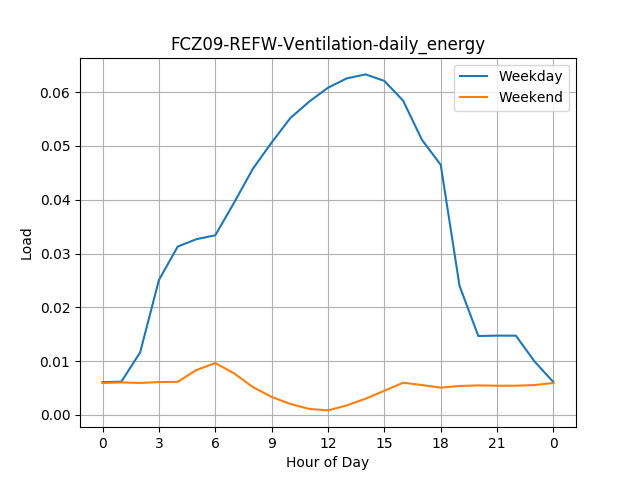 FCZ09-REFW-Ventilation-daily_energy
Weekday
Weekend
0.06
0.05
0.04
0.03
0.02
0.01
0.00
Load
0 3 6 9 12 15 18 21 0
Hour of Day